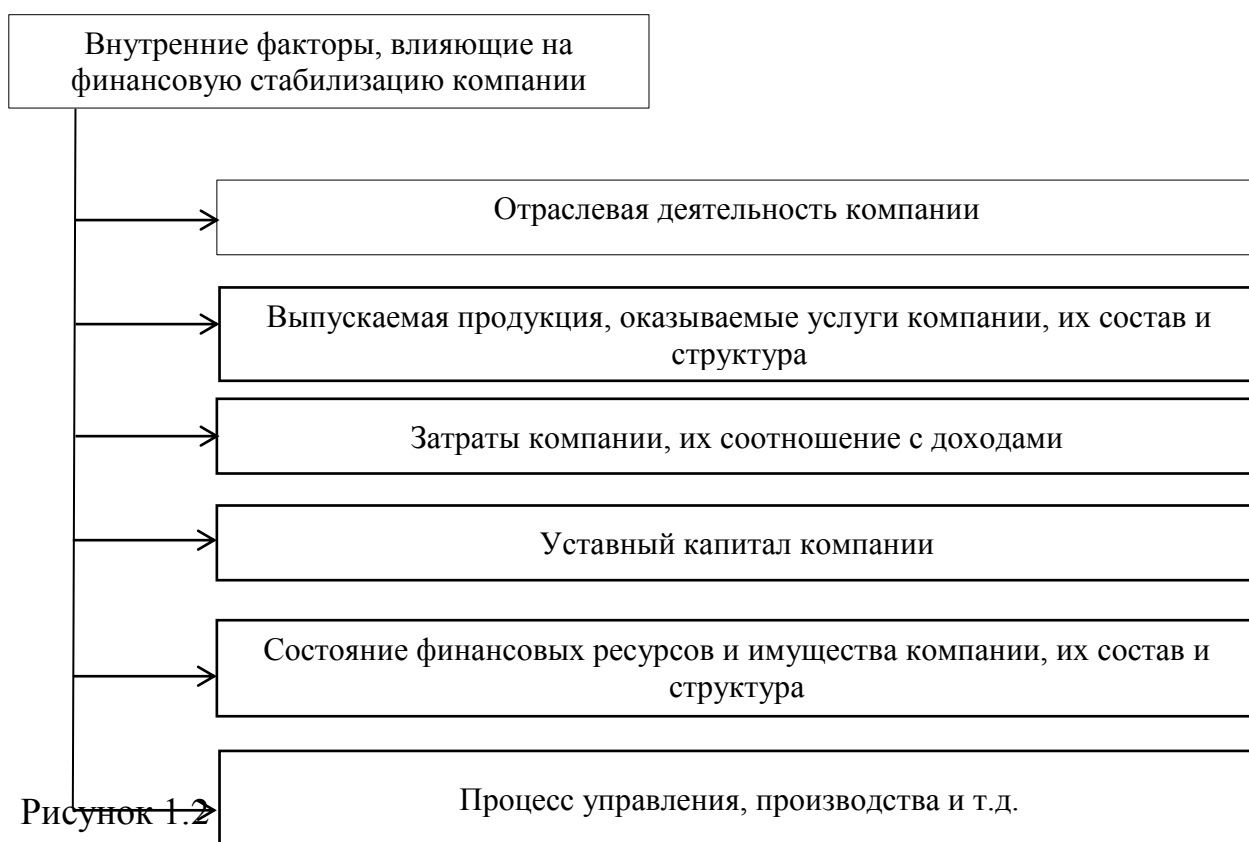 Внутренние факторы, влияющие на
финансовую стабилизацию компании
Отраслевая деятельность компании
Выпускаемая продукция, оказываемые услуги компании, их состав и
структура
Затраты компании, их соотношение с доходами
Уставный капитал компании
Состояние финансовых ресурсов и имущества компании, их состав и
структура
Процесс управления, производства и т.д.
Рисунок 1.2